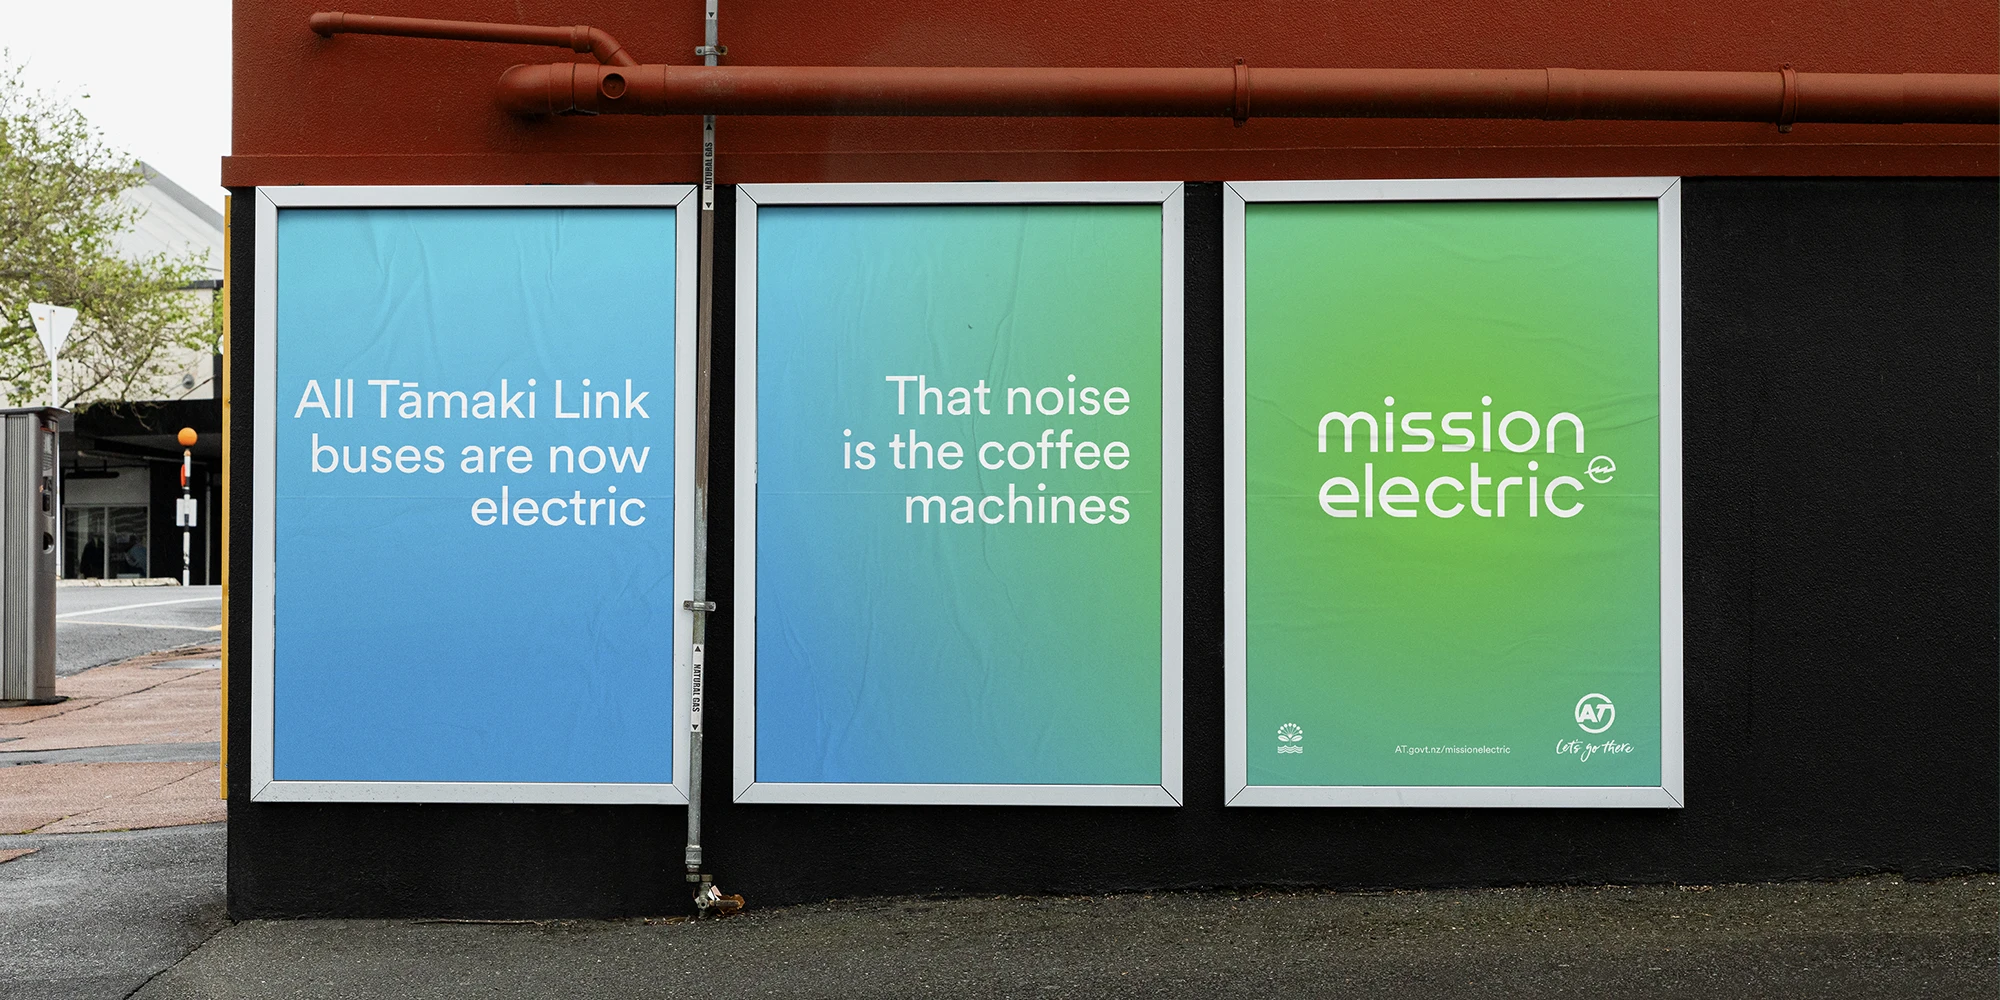 NATURAL GAS
All Tāmaki Link
buses are now
electric
NATURAL GAS
That noise
is the coffee
machines
mission
electric
AT.govt.nz/missionelectric
AT
Let's go there